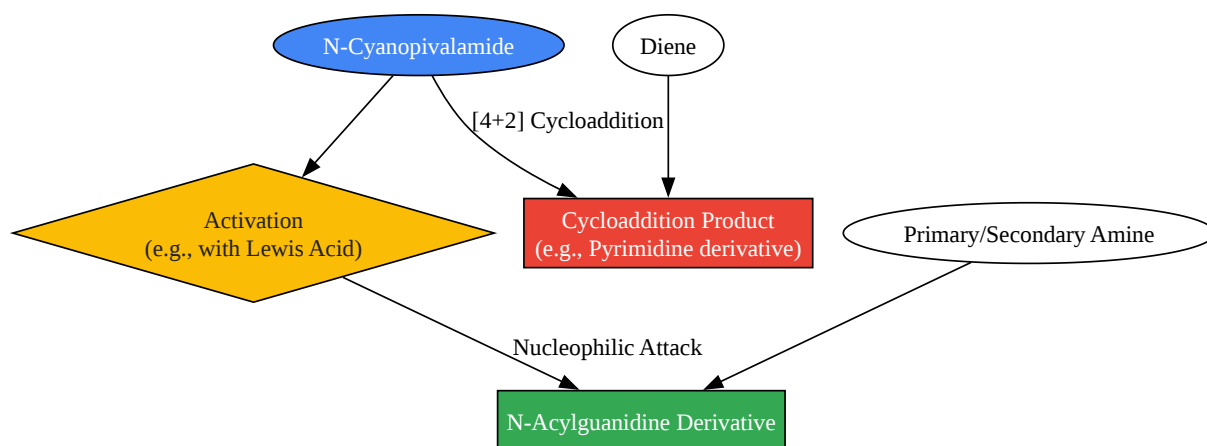 N-Cyanopivalamide
Diene
[4+2] Cycloaddition
Activation
(e.g., with Lewis Acid)
Cycloaddition Product
(e.g., Pyrimidine derivative)
Primary/Secondary Amine
Nucleophilic Attack
N-Acylguanidine Derivative